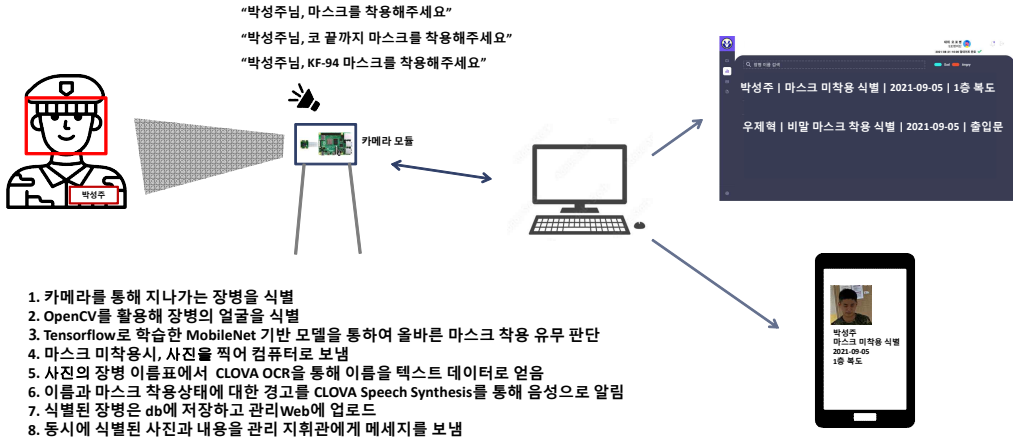 “박성주님, 마스크를 착용해주세요”
“박성주님, 코 끝까지 마스크를 착용해주세요”
“박성주님, KF-94 마스크를 착용해주세요”
박성주
카메라 모듈
장병 이름 검색
박성주 | 마스크 미착용 식별 | 2021-09-05 | 1층 복도
우제혁 | 비말 마스크 착용 식별 | 2021-09-05 | 출입문
박성주
마스크 미착용 식별
2021-09-05
1층 복도
1. 카메라를 통해 지나가는 장병을 식별
2. OpenCV를 활용해 장병의 얼굴을 식별
3. Tensorflow로 학습한 MobileNet 기반 모델을 통하여 올바른 마스크 착용 유무 판단
4. 마스크 미착용시, 사진을 찍어 컴퓨터로 보냄
5. 사진의 장병 이름표에서 CLOVA OCR을 통해 이름을 텍스트 데이터로 얻음
6. 이름과 마스크 착용상태에 대한 경고를 CLOVA Speech Synthesis를 통해 음성으로 알림
7. 식별된 장병은 db에 저장하고 관리Web에 업로드
8. 동시에 식별된 사진과 내용을 관리 지휘관에게 메세지를 보냄